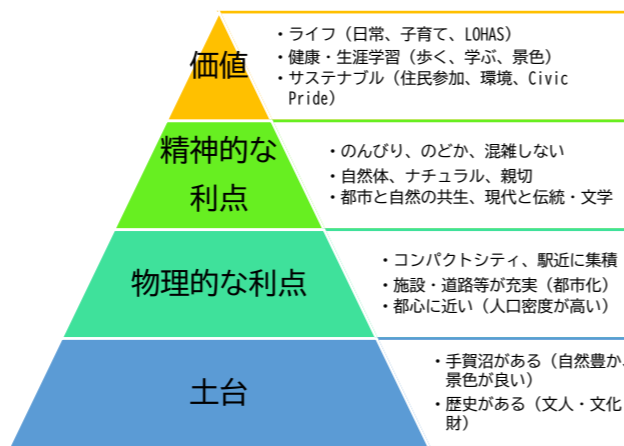 価値
・ライフ（日常、子育て、LOHAS）
・健康・生涯学習（歩く、学ぶ、景色）
・サステナブル（住民参加、環境、Civic
Pride）
精神的な
利点
・のんびり、のどか、混雑しない
・自然体、ナチュラル、親切
・都市と自然の共生、現代と伝統・文学
物理的な利点
・コンパクトシティ、駅近に集積
・施設・道路等が充実（都市化）
・都心に近い（人口密度が高い）
土台
・手賀沼がある（自然豊か、
景色が良い）
・歴史がある（文人・文化
財）